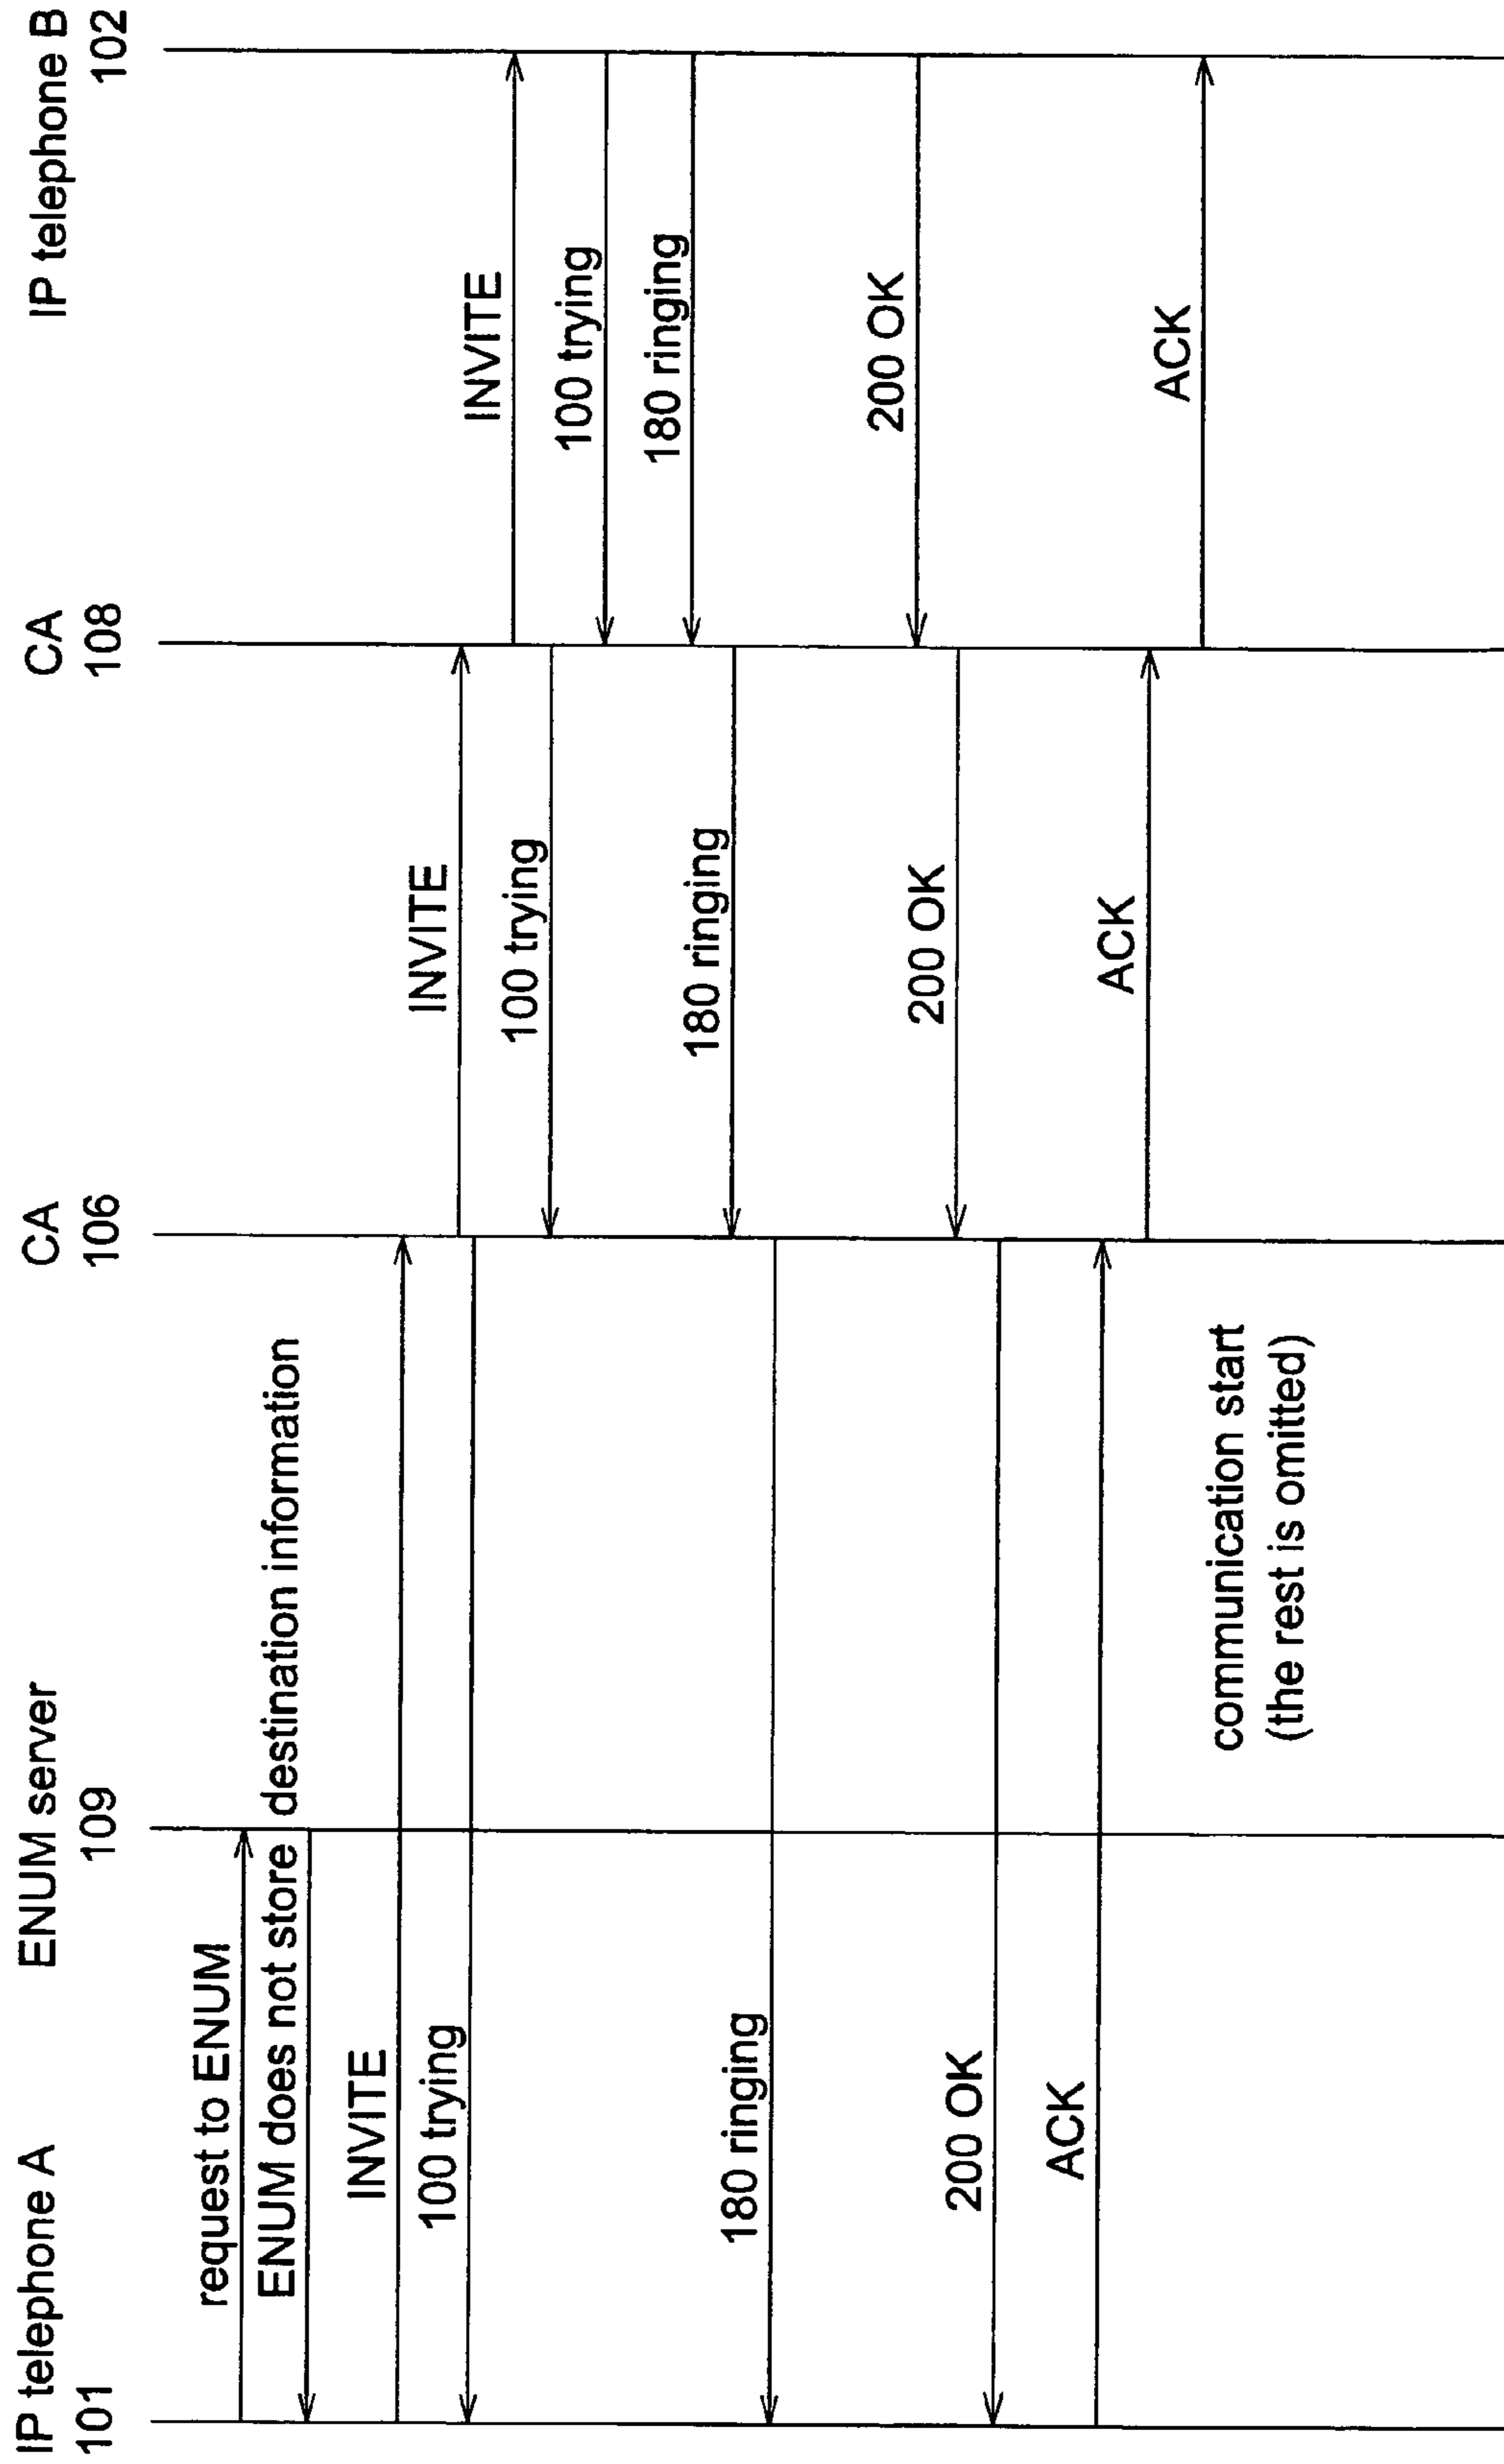 IP telephone A
101
ENUM server
109
CA
106
CA
108
IP telephone B
102
request to ENUM
ENUM does not store destination information
INVITE
100 trying
INVITE
100 trying
INVITE
100 trying
180 ringing
180 ringing
180 ringing
200 OK
200 OK
200 OK
ACK
ACK
ACK
communication start
(the rest is omitted)